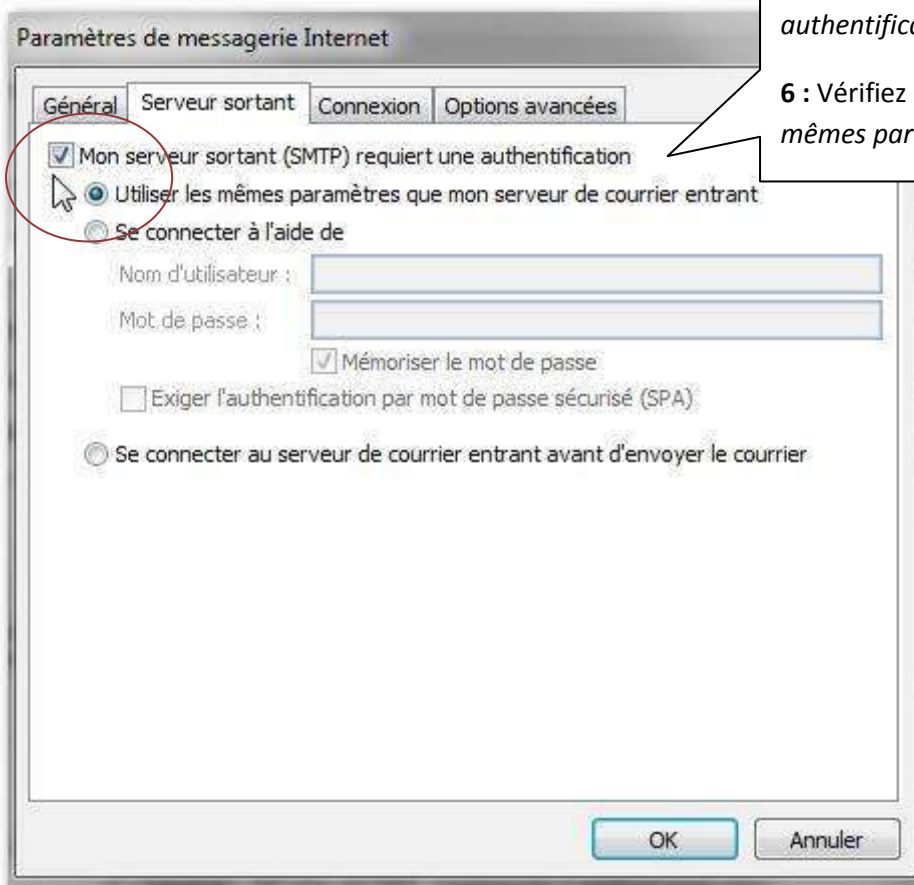 authentifica
6 : Vérifiez
mêmes par
Paramètres de messagerie Internet
Général Serveur sortant Connexion Options avancées
Mon serveur sortant (SMTP) requiert une authentification
Utiliser les mêmes paramètres que mon serveur de courrier entrant
Se connecter à l'aide de
Nom d'utilisateur :
Mot de passe :
Mémoriser le mot de passe
Exiger l'authentification par mot de passe sécurisé (SPA)
Se connecter au serveur de courrier entrant avant d'envoyer le courrier
OK Annuler